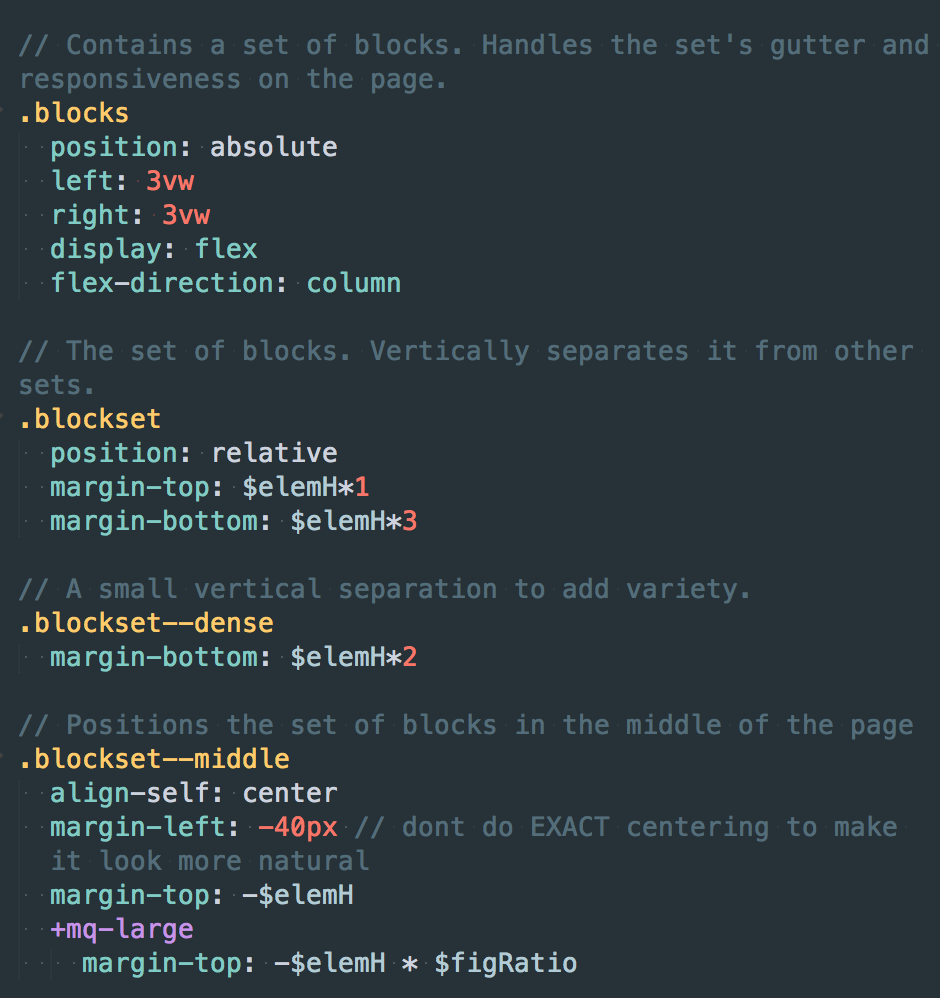 // Contains a set of blocks. Handles the set's gutter and
responsiveness on the page.
.blocks
position: absolute
left: 3vw
right: 3vw
display: flex
flex-direction: column
// The set of blocks. Vertically separates it from other
sets.
.blockset
position: relative
margin-top: $elemH*1
margin-bottom: $elemH*3
// A small vertical separation to add variety.
.blockset--dense
margin-bottom: $elemH*2
// Positions the set of blocks in the middle of the page
.blockset--middle
align-self: center
margin-left: -40px // dont do EXACT centering to make
it look more natural
margin-top: -$elemH
+mq-large
margin-top: -$elemH * $figRatio